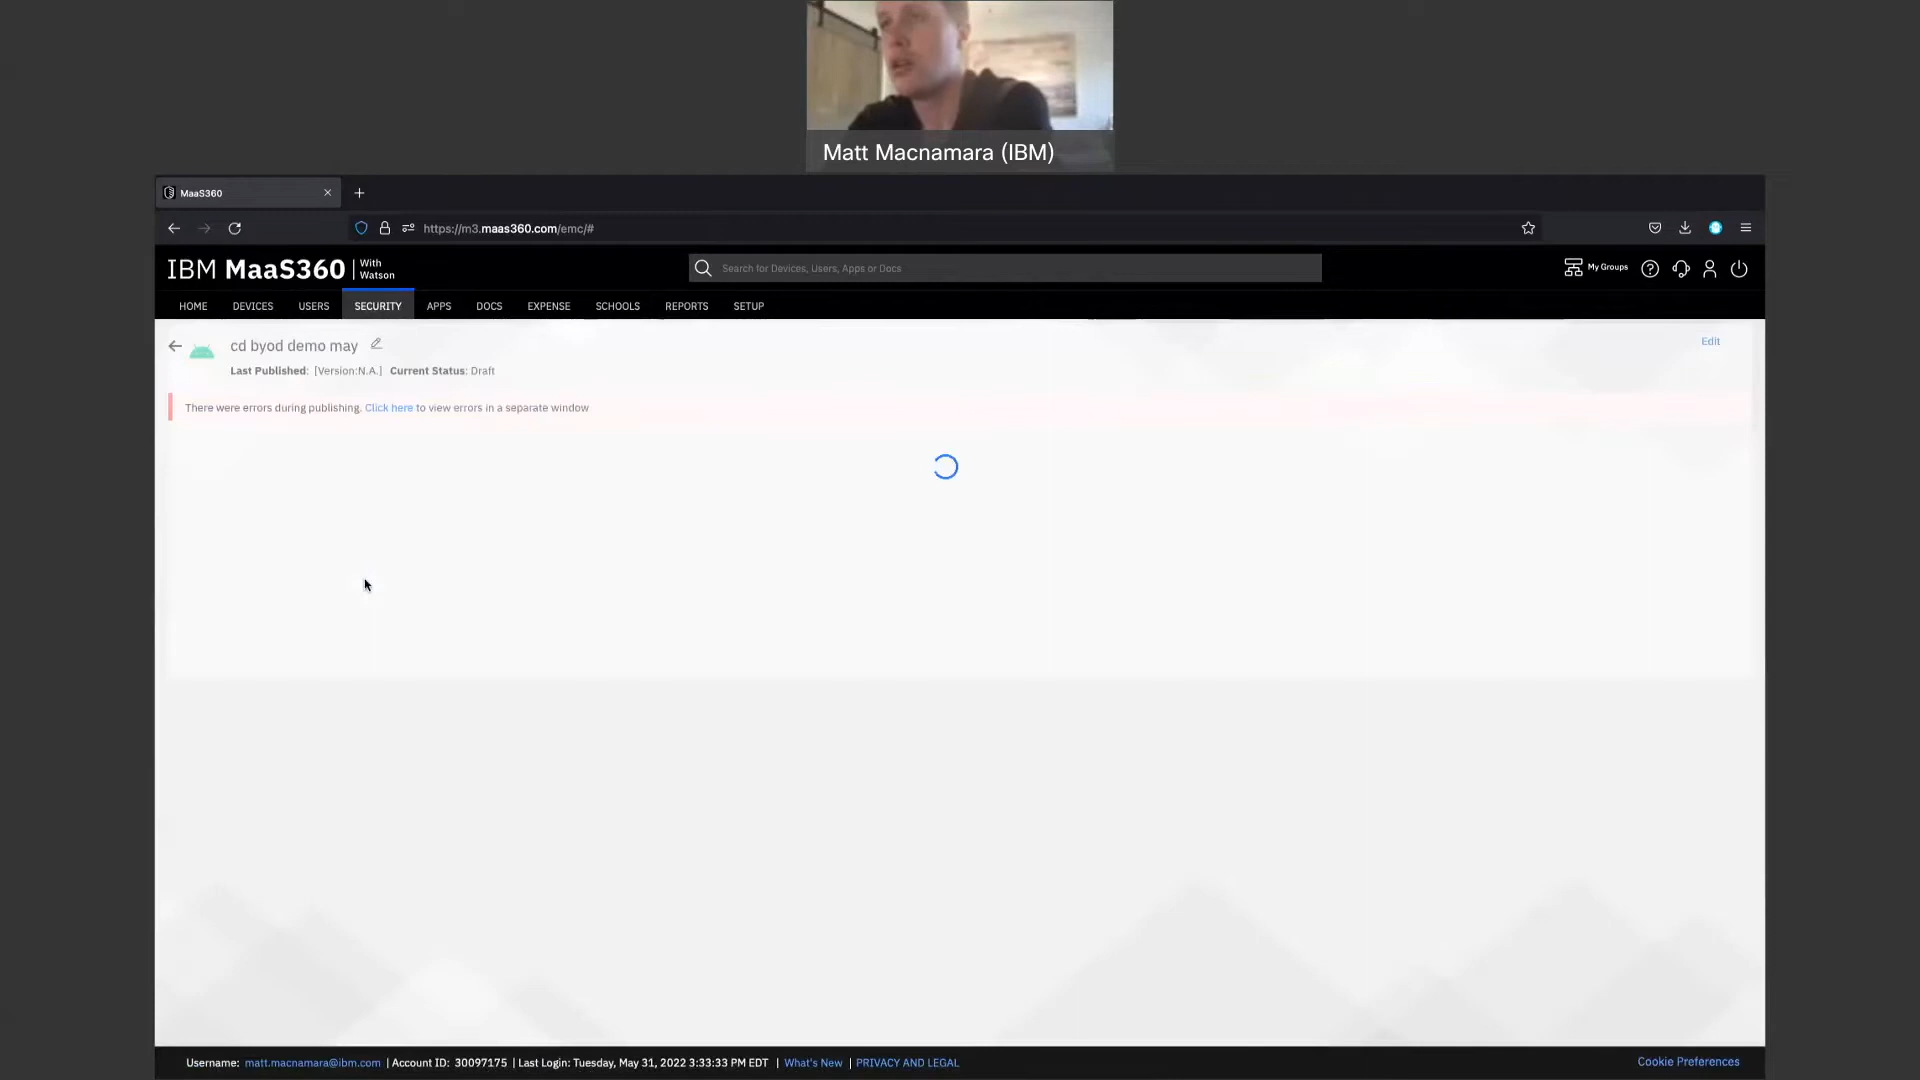 Matt Macnamara (IBM)
MaaS360
https://m3.maas360.com/emc/#
IBM MaaS360 | With Watson
Search for Devices, Users, Apps or Docs
My Groups
HOME DEVICES USERS SECURITY APPS DOCS EXPENSE SCHOOLS REPORTS SETUP
cd byod demo may
Edit
Last Published: [Version:N.A.] Current Status: Draft
There were errors during publishing. Click here to view errors in a separate window
Username: matt.macnamara@ibm.com | Account ID: 30097175 | Last Login: Tuesday, May 31, 2022 3:33:33 PM EDT | What's New | PRIVACY AND LEGAL
Cookie Preferences